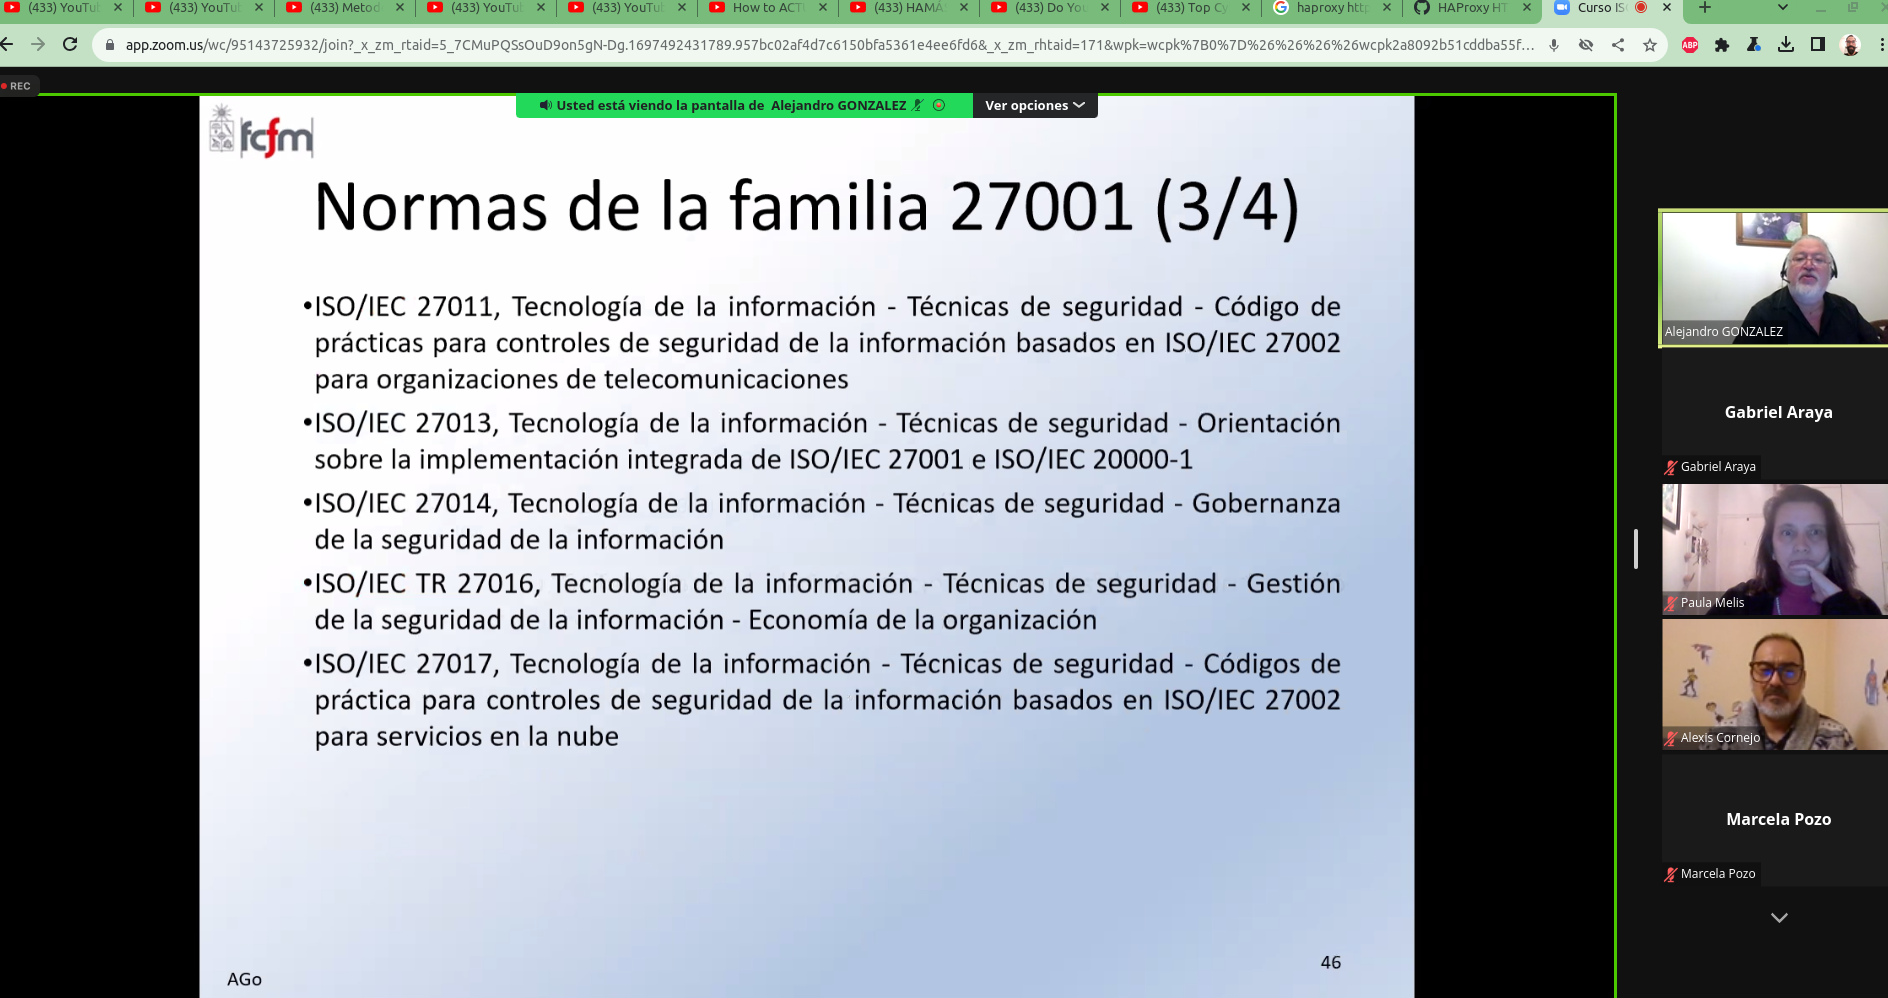 (433) YouTub
(433) YouTu
(433) Metod
(433) YouTu
(433) YouTu
How to ACT
(433) HAMÁS
(433) Do You
(433) Top Cy
haproxy http
HAProxy HT
Curso IS
app.zoom.us/wc/95143725932/join?_x_zm_rtaid=5_7CMuPQSsOuD9on5gN-Dg.1697492431789.957bc02af4d7c6150bfa5361e4ee6fd6&_x_zm_rhtaid=171&wpk=wcpk%7B0%7D%26%26%26%26wcpk2a8092b51cddba55f...
ABP
REC
Usted está viendo la pantalla de Alejandro GONZALEZ
Ver opciones
fcfm
Normas de la familia 27001 (3/4)
•ISO/IEC 27011, Tecnología de la información - Técnicas de seguridad - Código de
prácticas para controles de seguridad de la información basados en ISO/IEC 27002
para organizaciones de telecomunicaciones
•ISO/IEC 27013, Tecnología de la información - Técnicas de seguridad - Orientación
sobre la implementación integrada de ISO/IEC 27001 e ISO/IEC 20000-1
•ISO/IEC 27014, Tecnología de la información - Técnicas de seguridad - Gobernanza
de la seguridad de la información
•ISO/IEC TR 27016, Tecnología de la información - Técnicas de seguridad - Gestión
de la seguridad de la información - Economía de la organización
•ISO/IEC 27017, Tecnología de la información - Técnicas de seguridad - Códigos de
práctica para controles de seguridad de la información basados en ISO/IEC 27002
para servicios en la nube
AGo
46
Alejandro GONZALEZ
Gabriel Araya
Gabriel Araya
Paula Melis
Alexis Cornejo
Marcela Pozo
Marcela Pozo